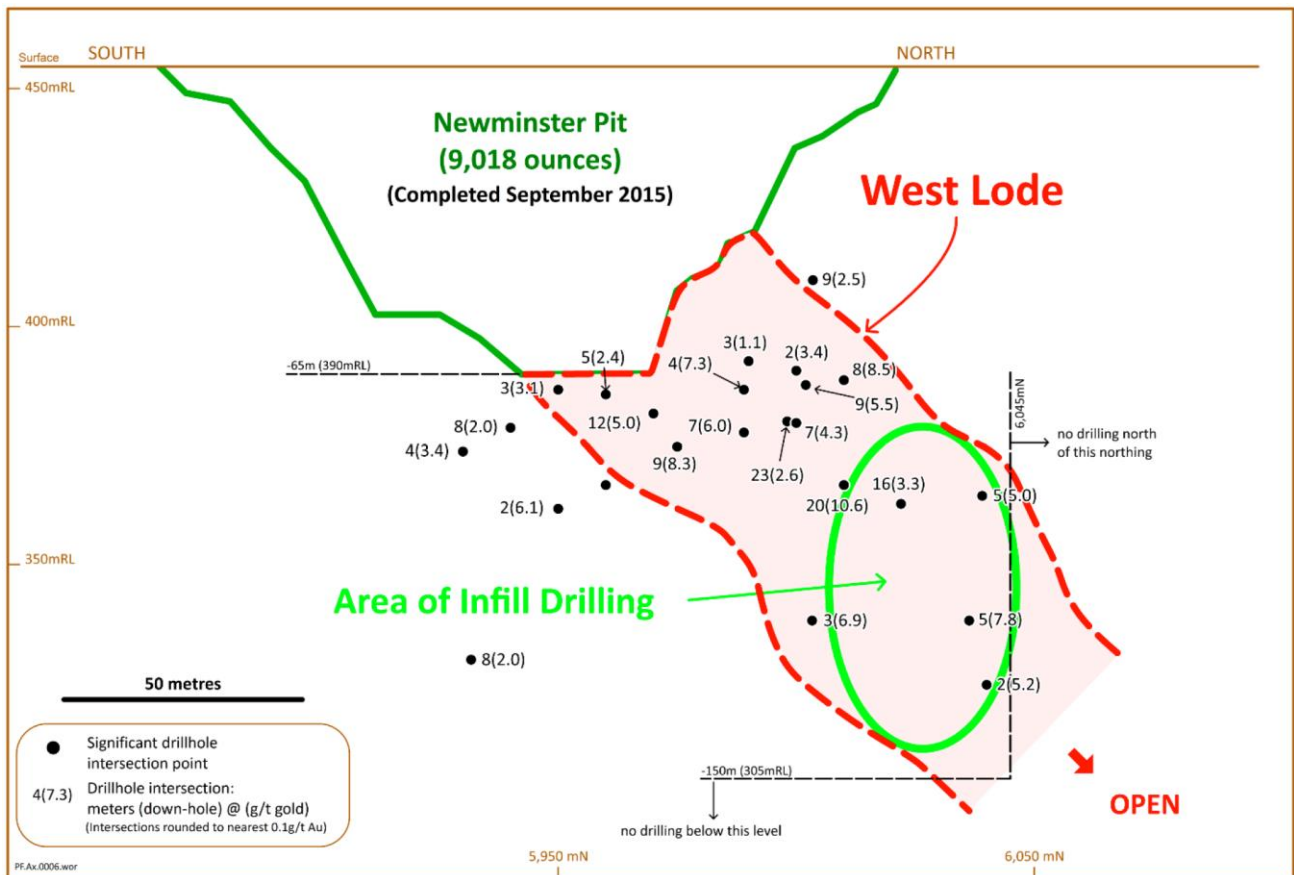 SOUTH
NORTH
Surface
450mRL
Newminster Pit
(9,018 ounces)
(Completed September 2015)
West Lode
9(2.5)
400mRL
3(1.1)
2(3.4)
5(2.4)
4(7.3)
8(8.5)
-65m (390mRL)
3(3.1)
9(5.5)
6,045mN
12(5.0)
8(2.0)
7(6.0)
7(4.3)
no drilling north
of this northing
4(3.4)
9(8.3)
23(2.6)
16(3.3)
5(5.0)
2(6.1)
20(10.6)
350mRL
Area of Infill Drilling
3(6.9)
5(7.8)
8(2.0)
2(5.2)
50 metres
Significant drillhole
intersection point
4(7.3)
Drillhole intersection:
meters (down-hole) @ (g/t gold)
(Intersections rounded to nearest 0.1g/t Au)
-150m (305mRL)
no drilling below this level
OPEN
PF.Ax.0006.wor
5,950 mN
6,050 mN